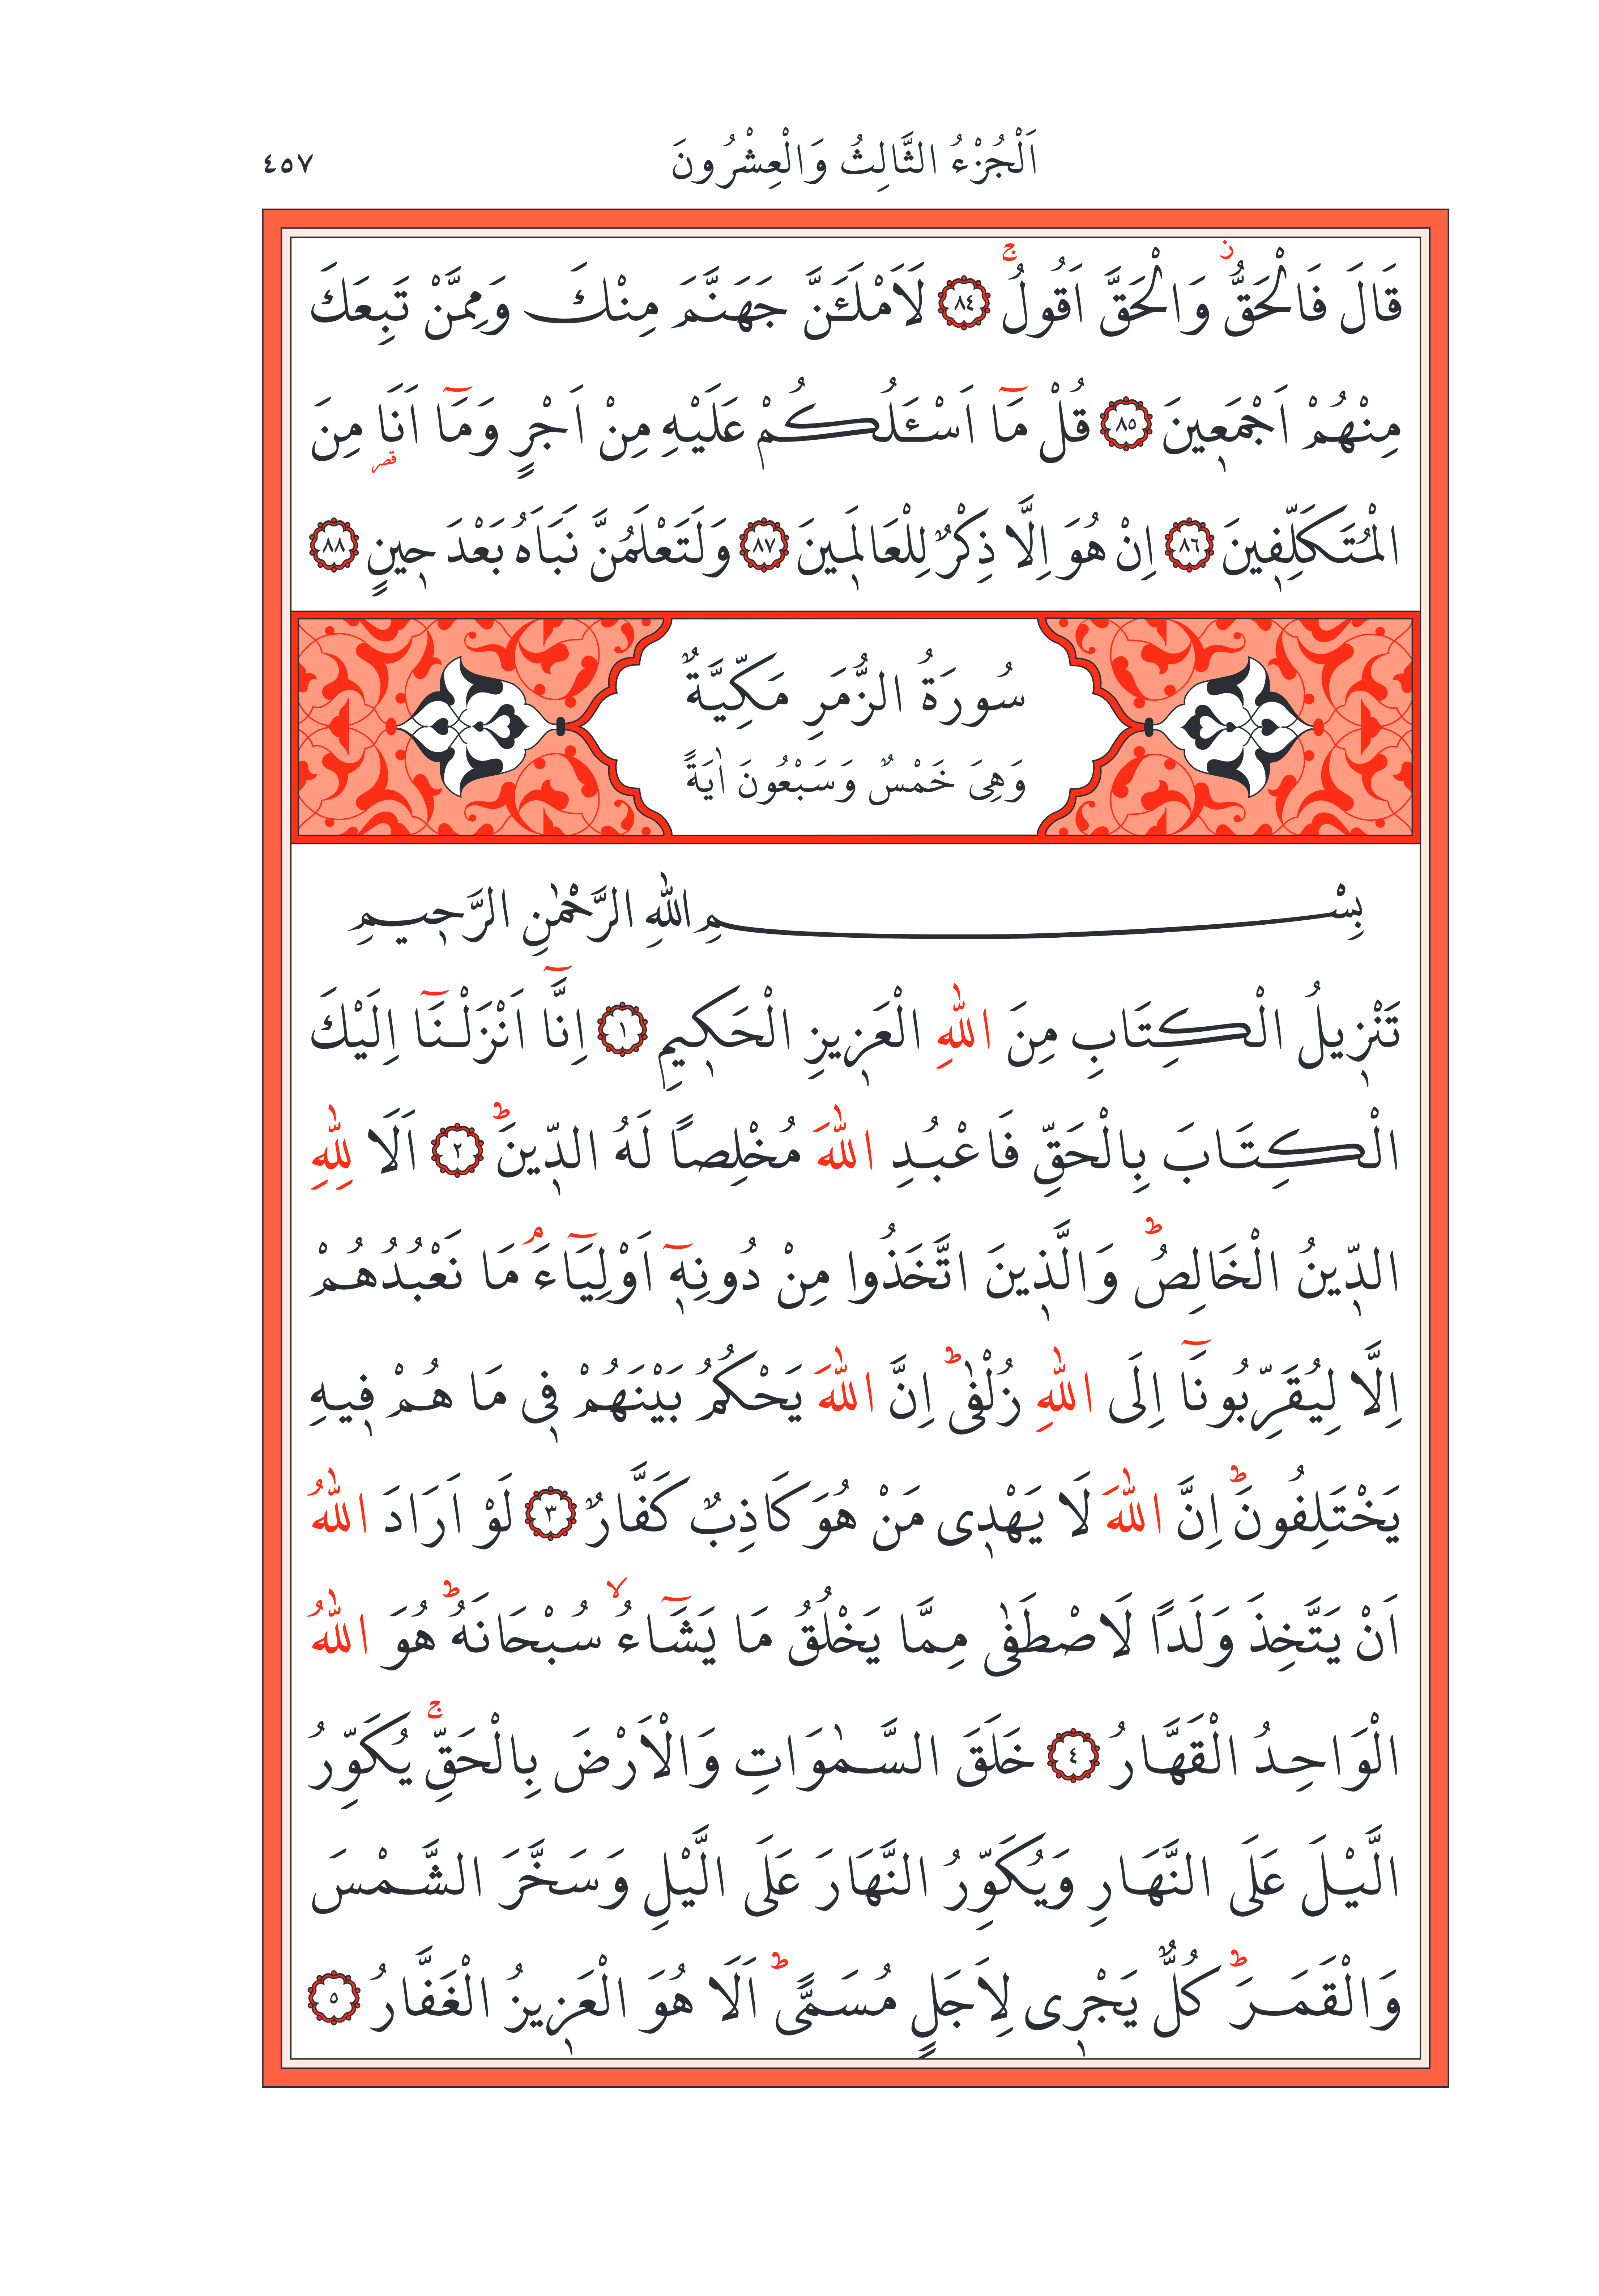 اَلْجُزْءُ الثَّالِثُ وَالْعِشْرُونَ ٤٥٧
قَالَ فَالْحَقُّۘ وَالْحَقَّ اَقُولُۚ ﴿٨٤﴾ لَاَمْلَـَٔنَّ جَهَنَّمَ مِنْكَ وَمِمَّنْ تَبِعَكَ
مِنْهُمْ اَجْمَع۪ينَ ﴿٨٥﴾ قُلْ مَٓا اَسْـَٔلُكُمْ عَلَيْهِ مِنْ اَجْرٍ وَمَٓا اَنَا۬ مِنَ
الْمُتَكَلِّف۪ينَ ﴿٨٦﴾ اِنْ هُوَ اِلَّا ذِكْرٌ لِلْعَالَم۪ينَ ﴿٨٧﴾ وَلَتَعْلَمُنَّ نَبَاَهُ بَعْدَ ح۪ينٍ ﴿٨٨﴾
سُورَةُ الزُّمَرِ مَكِّيَّةٌ
وَهِيَ خَمْسٌ وَسَبْعُونَ اٰيَةً
بِسْمِ اللّٰهِ الرَّحْمٰنِ الرَّح۪يمِ
تَنْز۪يلُ الْكِتَابِ مِنَ اللّٰهِ الْعَز۪يزِ الْحَك۪يمِ ﴿١﴾ اِنَّٓا اَنْزَلْـنَٓا اِلَيْكَ
الْكِتَابَ بِالْحَقِّ فَاعْبُدِ اللّٰهَ مُخْلِصاً لَهُ الدّ۪ينَۜ ﴿٢﴾ اَلَا لِلّٰهِ
الدّ۪ينُ الْخَالِصُۜ وَالَّذ۪ينَ اتَّخَذُوا مِنْ دُونِه۪ٓ اَوْلِيَٓاءَۢ مَا نَعْبُدُهُمْ
اِلَّا لِيُقَرِّبُونَٓا اِلَى اللّٰهِ زُلْفٰىۜ اِنَّ اللّٰهَ يَحْكُمُ بَيْنَهُمْ ف۪ي مَا هُمْ ف۪يهِ
يَخْتَلِفُونَۜ اِنَّ اللّٰهَ لَا يَهْد۪ي مَنْ هُوَ كَاذِبٌ كَفَّارٌ ﴿٣﴾ لَوْ اَرَادَ اللّٰهُ
اَنْ يَتَّخِذَ وَلَداً لَاصْطَفٰى مِمَّا يَخْلُقُ مَا يَشَٓاءُۙ سُبْحَانَهُۜ هُوَ اللّٰهُ
الْوَاحِدُ الْقَهَّارُ ﴿٤﴾ خَلَقَ السَّمٰوَاتِ وَالْاَرْضَ بِالْحَقِّۚ يُكَوِّرُ
الَّيْلَ عَلَى النَّهَارِ وَيُكَوِّرُ النَّهَارَ عَلَى الَّيْلِ وَسَخَّرَ الشَّمْسَ
وَالْقَمَرَۜ كُلٌّ يَجْر۪ي لِاَجَلٍ مُسَمًّىۜ اَلَا هُوَ الْعَز۪يزُ الْغَفَّارُ ﴿٥﴾